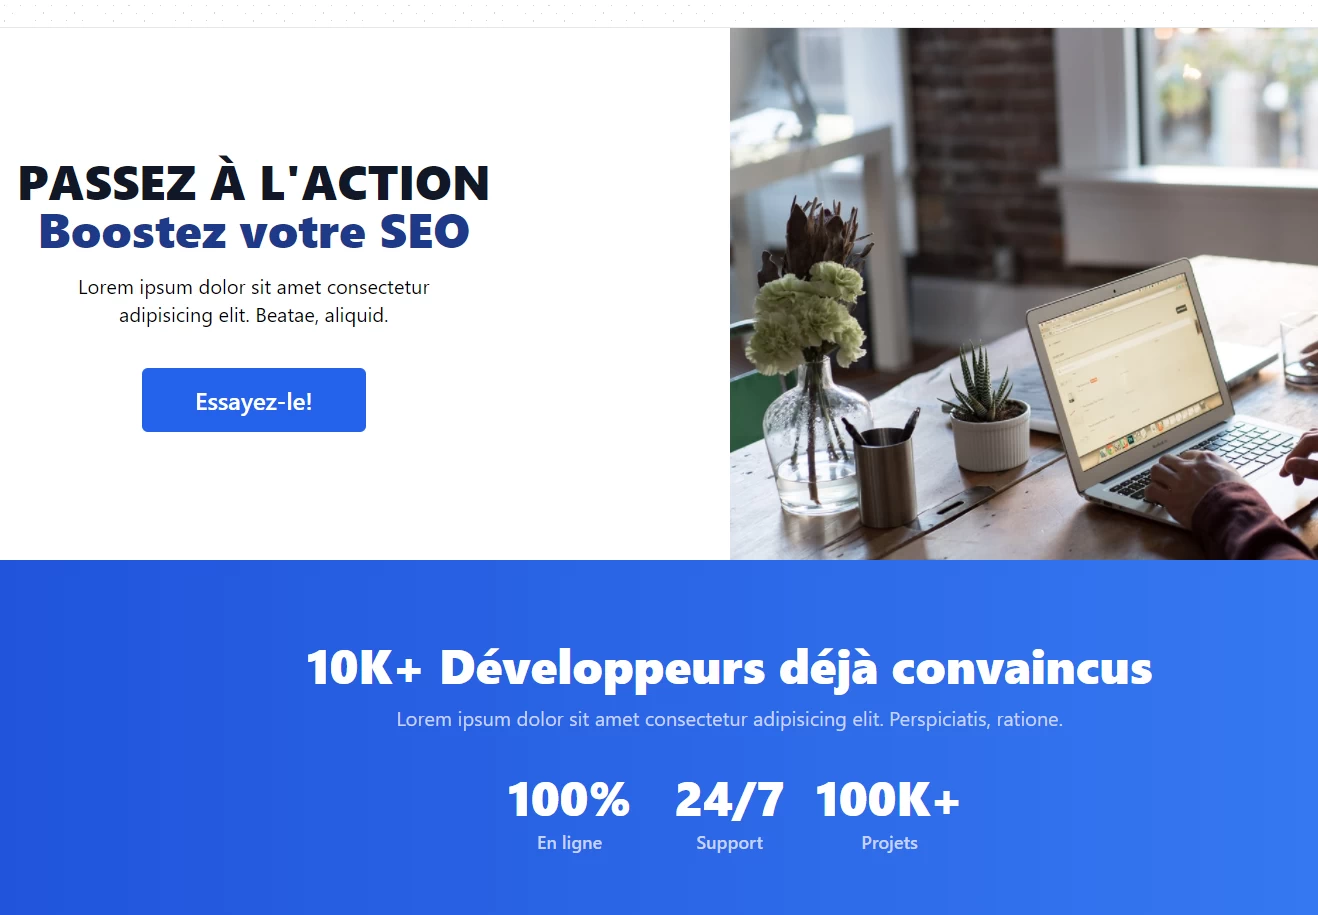 PASSEZ À L'ACTION
Boostez votre SEO
Lorem ipsum dolor sit amet consectetur
adipisicing elit. Beatae, aliquid.
Essayez-le!
10K+ Développeurs déjà convaincus
Lorem ipsum dolor sit amet consectetur adipisicing elit. Perspiciatis, ratione.
100% 24/7 100K+
En ligne Support Projets